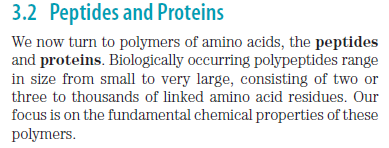 3.2 Peptides and Proteins
We now turn to polymers of amino acids, the peptides
and proteins. Biologically occurring polypeptides range
in size from small to very large, consisting of two or
three to thousands of linked amino acid residues. Our
focus is on the fundamental chemical properties of these
polymers.